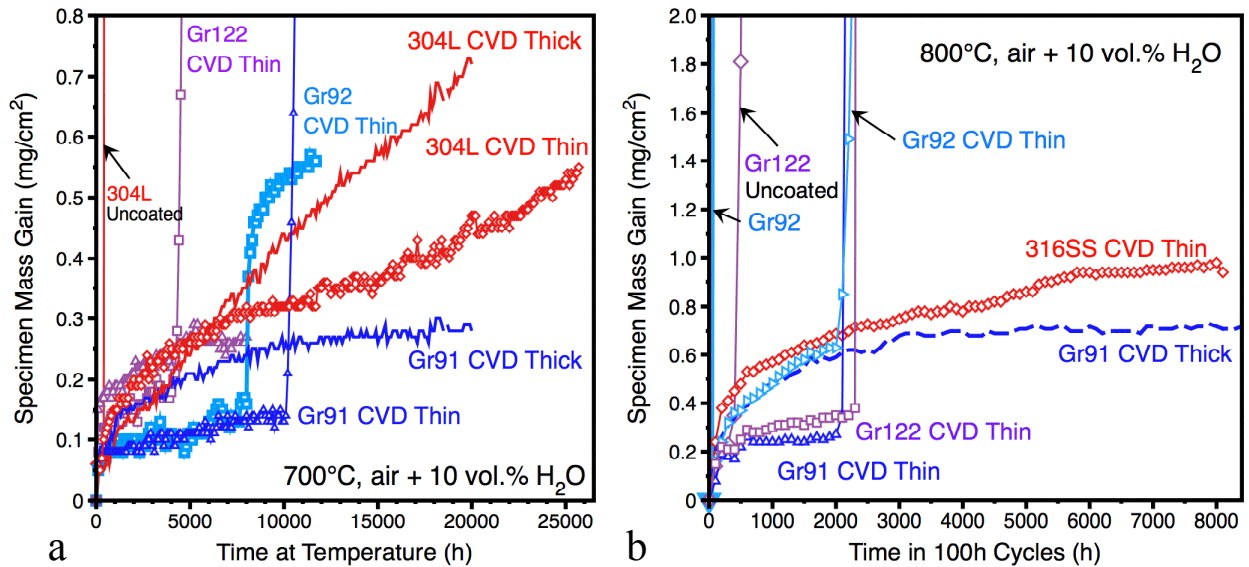 Specimen Mass Gain (mg/cm²)
0.8
0.7
0.6
0.5
0.4
0.3
0.2
0.1
0
Gr122
CVD Thin
304L CVD Thick
Gr92
CVD Thin
304L CVD Thin
304L
Uncoated
Gr91 CVD Thick
Gr91 CVD Thin
700°C, air + 10 vol.% H₂O
0 5000 10000 15000 20000 25000
Time at Temperature (h)
a
Specimen Mass Gain (mg/cm²)
2.0
1.8
1.6
1.4
1.2
1.0
0.8
0.6
0.4
0.2
0
800°C, air + 10 vol.% H₂O
Gr92 CVD Thin
Gr122
Uncoated
Gr92
316SS CVD Thin
Gr91 CVD Thick
Gr122 CVD Thin
Gr91 CVD Thin
0 1000 2000 3000 4000 5000 6000 7000 8000
Time in 100h Cycles (h)
b